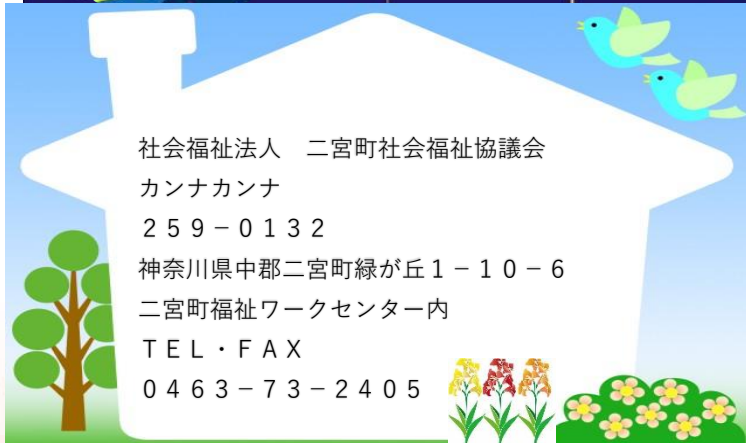 社会福祉法人　二宮町社会福祉協議会
カンナカンナ
２５９－０１３２
神奈川県中郡二宮町緑が丘１－１０－６
二宮町福祉ワークセンター内
ＴＥＬ・ＦＡＸ
０４６３－７３－２４０５